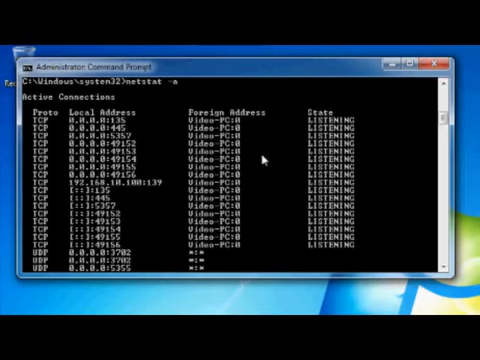 Administrator: Command Prompt
C:\Windows\system32>netstat -a
Active Connections
Proto Local Address Foreign Address State
TCP 0.0.0.0:135 Video-PC:0 LISTENING
TCP 0.0.0.0:445 Video-PC:0 LISTENING
TCP 0.0.0.0:5357 Video-PC:0 LISTENING
TCP 0.0.0.0:49152 Video-PC:0 LISTENING
TCP 0.0.0.0:49153 Video-PC:0 LISTENING
TCP 0.0.0.0:49154 Video-PC:0 LISTENING
TCP 0.0.0.0:49155 Video-PC:0 LISTENING
TCP 0.0.0.0:49156 Video-PC:0 LISTENING
TCP 192.168.10.100:139 Video-PC:0 LISTENING
TCP [::]:135 Video-PC:0 LISTENING
TCP [::]:445 Video-PC:0 LISTENING
TCP [::]:5357 Video-PC:0 LISTENING
TCP [::]:49152 Video-PC:0 LISTENING
TCP [::]:49153 Video-PC:0 LISTENING
TCP [::]:49154 Video-PC:0 LISTENING
TCP [::]:49155 Video-PC:0 LISTENING
TCP [::]:49156 Video-PC:0 LISTENING
UDP 0.0.0.0:3702 *:*
UDP 0.0.0.0:3702 *:*
UDP 0.0.0.0:5355 *:*